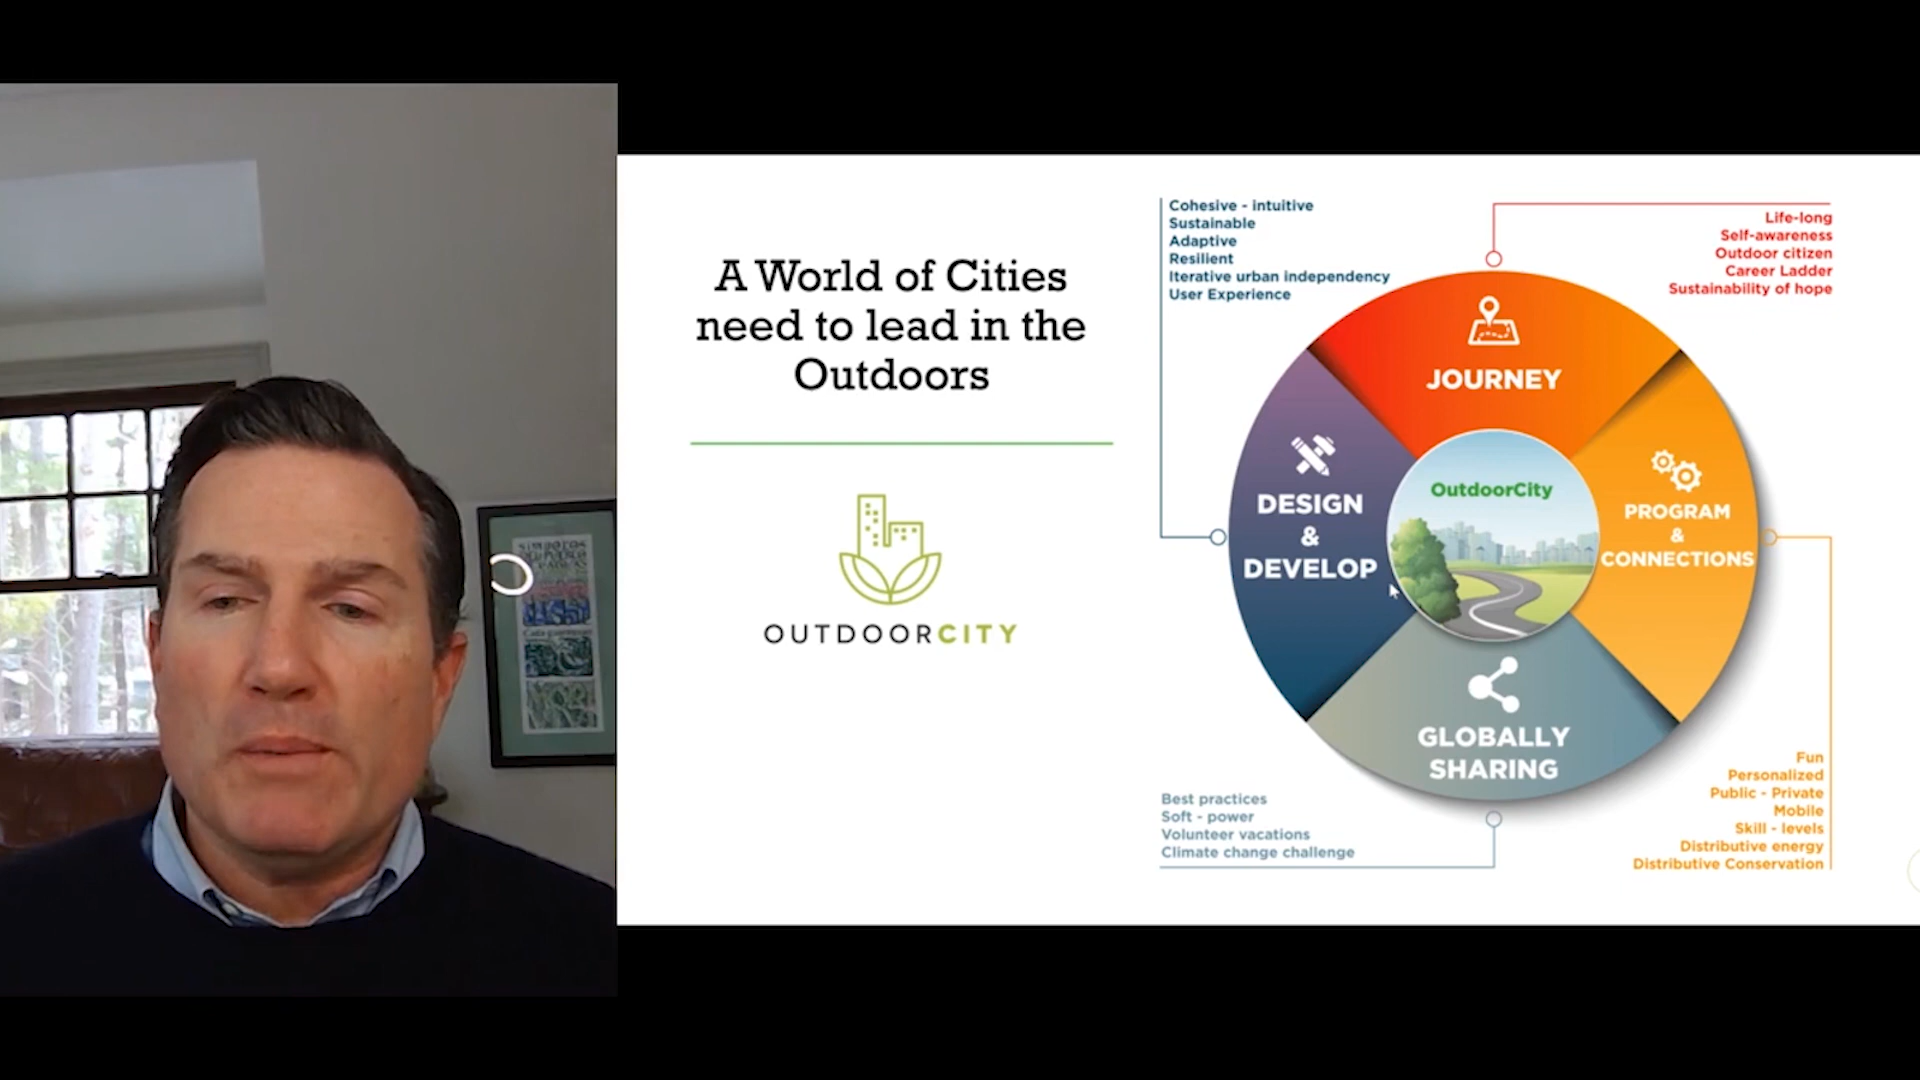 A World of Cities
need to lead in the
Outdoors
OUTDOORCITY
Cohesive - intuitive
Sustainable
Adaptive
Resilient
Iterative urban independency
User Experience
Life-long
Self-awareness
Outdoor citizen
Career Ladder
Sustainability of hope
JOURNEY
DESIGN
&
DEVELOP
OutdoorCity
PROGRAM
&
CONNECTIONS
GLOBALLY
SHARING
Best practices
Soft - power
Volunteer vacations
Climate change challenge
Fun
Personalized
Public - Private
Mobile
Skill - levels
Distributive energy
Distributive Conservation